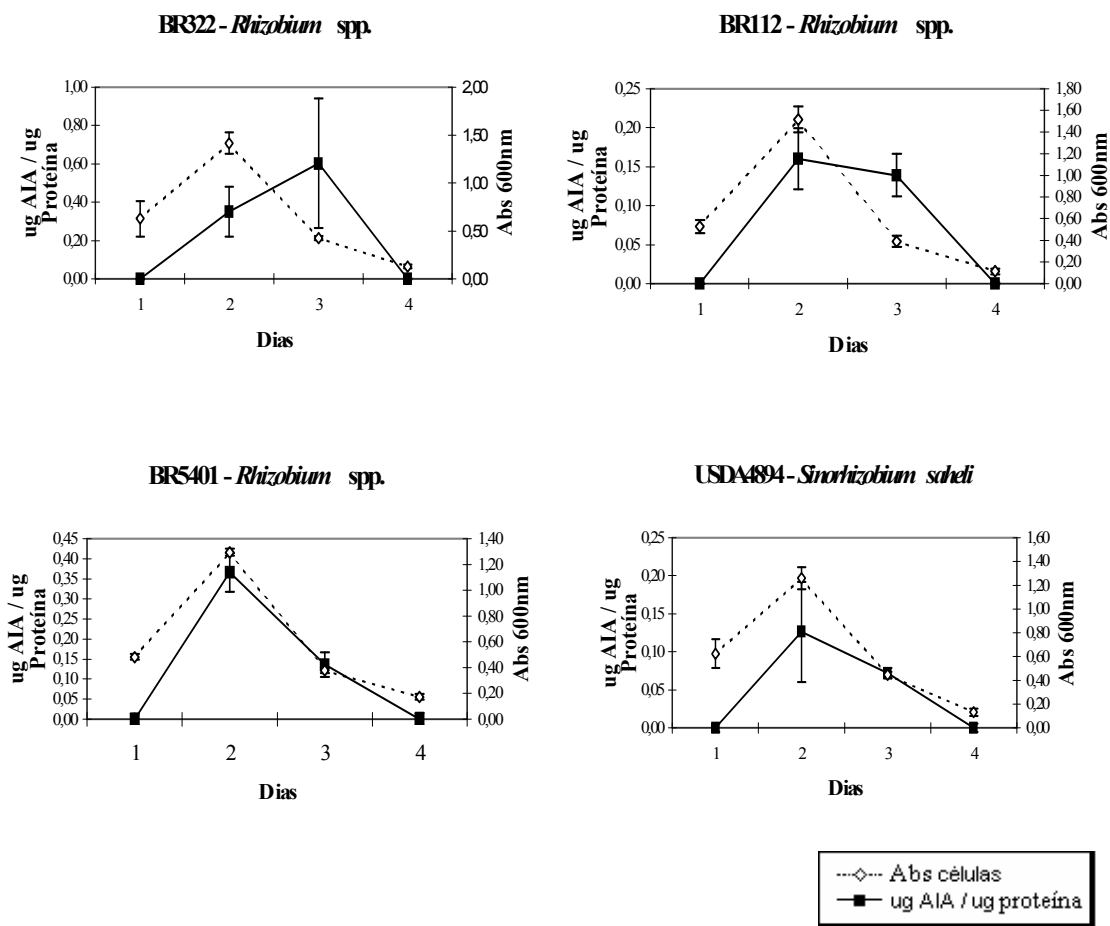 BR322 - Rhizobium spp.
1,00
0,80
0,60
0,40
0,20
0,00
ug AIA / ug
Proteína
2,00
1,50
1,00
0,50
0,00
Abs 600nm
1 2 3 4
Dias
BR112 - Rhizobium spp.
0,25
0,20
0,15
0,10
0,05
0,00
ug AIA / ug
Proteína
1,80
1,60
1,40
1,20
1,00
0,80
0,60
0,40
0,20
0,00
Abs 600nm
1 2 3 4
Dias
BR5401 - Rhizobium spp.
0,45
0,40
0,35
0,30
0,25
0,20
0,15
0,10
0,05
0,00
ug AIA / ug
Proteína
1,40
1,20
1,00
0,80
0,60
0,40
0,20
0,00
Abs 600nm
1 2 3 4
Dias
USDA4894 - Sinorhizobium saheli
0,25
0,20
0,15
0,10
0,05
0,00
ug AIA / ug
Proteína
1,60
1,40
1,20
1,00
0,80
0,60
0,40
0,20
0,00
Abs 600nm
1 2 3 4
Dias
Abs células
ug AIA / ug proteína